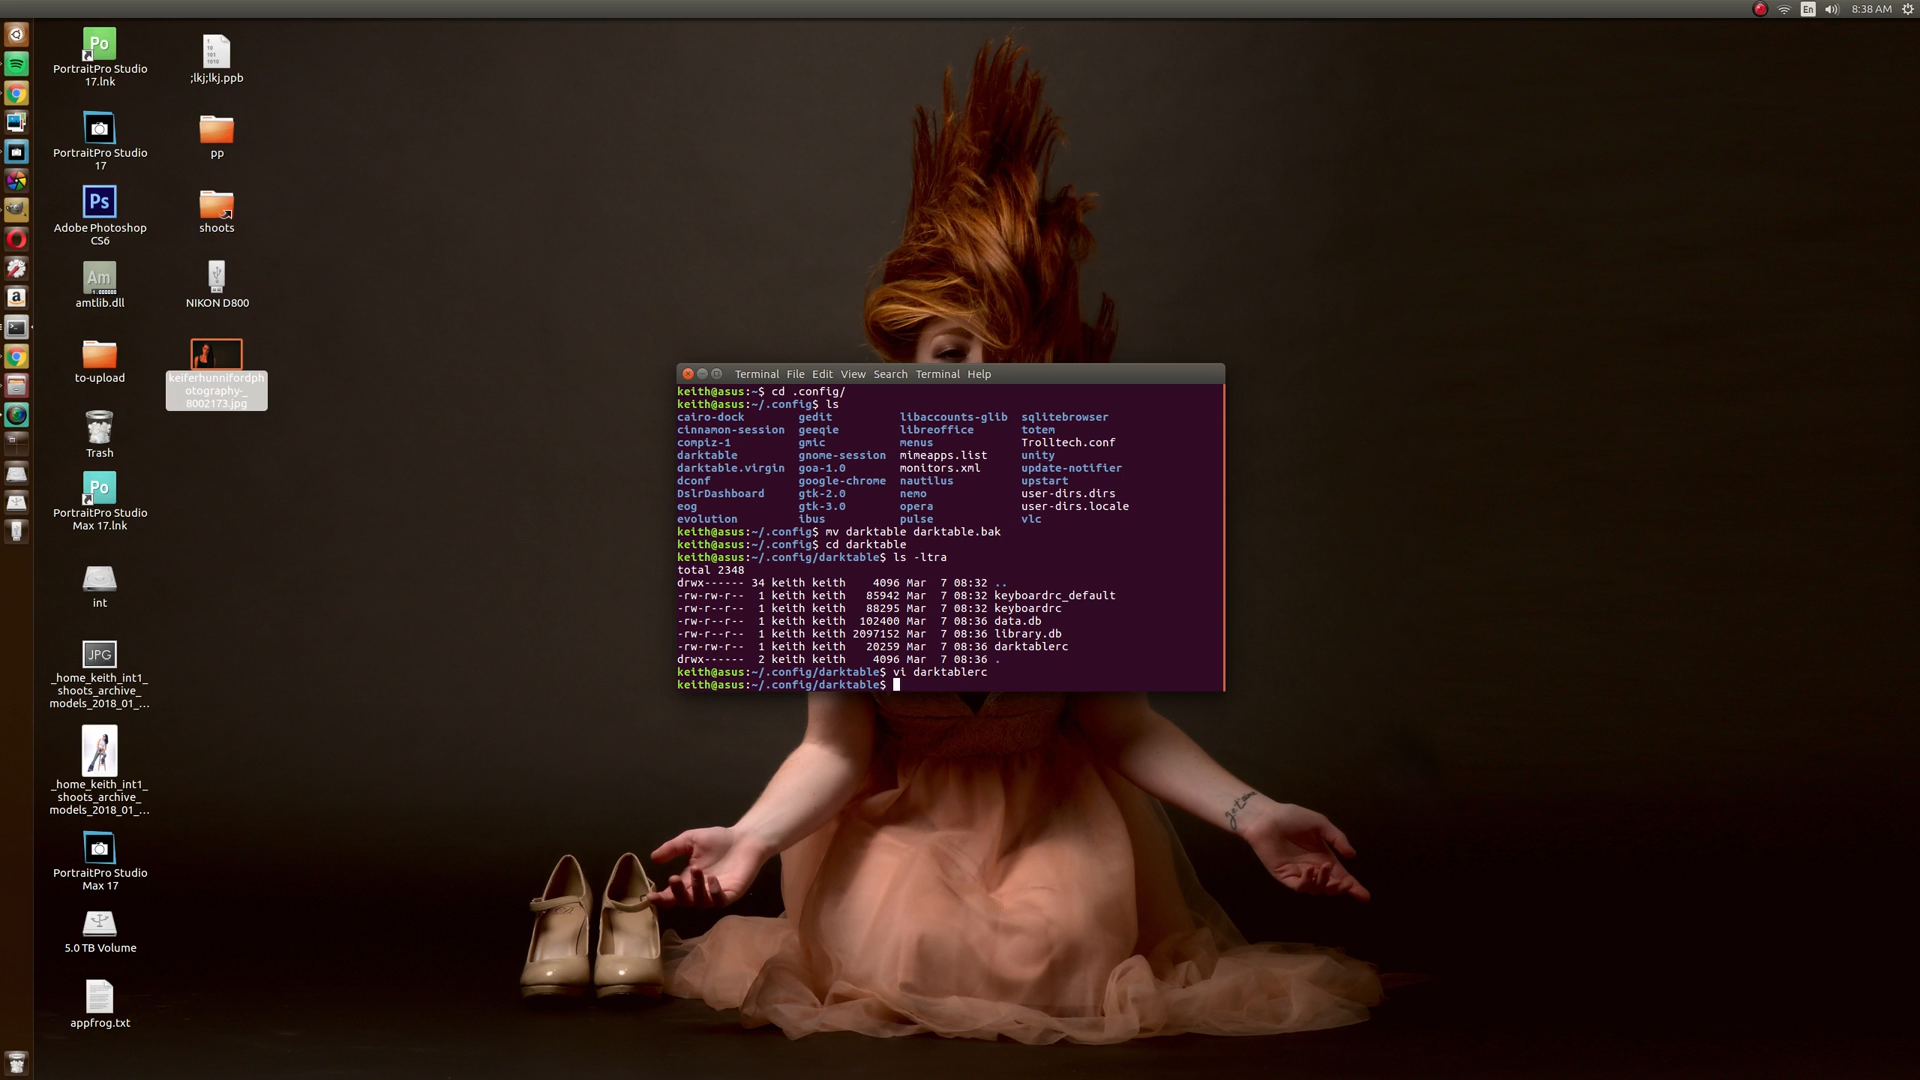 En
8:38 AM
Po
PortraitPro Studio
17.lnk
PortraitPro Studio
17
Ps
Adobe Photoshop
CS6
Am
amtlib.dll
to-upload
Trash
Po
PortraitPro Studio
Max 17.lnk
int
JPG
_home_keith_int1_
shoots_archive_
models_2018_01_...
_home_keith_int1_
shoots_archive_
models_2018_01_...
PortraitPro Studio
Max 17
5.0 TB Volume
appfrog.txt
;lkj;lkj.ppb
pp
shoots
NIKON D800
keiferhunnifordph
otography-_
8002173.jpg
Terminal File Edit View Search Terminal Help
keith@asus:~$ cd .config/
keith@asus:~/.config$ ls
cairo-dock gedit libaccounts-glib sqlitebrowser
cinnamon-session geeqie libreoffice totem
compiz-1 gmic menus Trolltech.conf
darktable gnome-session mimeapps.list unity
darktable.virgin goa-1.0 monitors.xml update-notifier
dconf google-chrome nautilus upstart
DslrDashboard gtk-2.0 nemo user-dirs.dirs
eog gtk-3.0 opera user-dirs.locale
evolution ibus pulse vlc
keith@asus:~/.config$ mv darktable darktable.bak
keith@asus:~/.config$ cd darktable
keith@asus:~/.config/darktable$ ls -ltra
total 2348
drwx------ 34 keith keith 4096 Mar 7 08:32 ..
-rw-rw-r-- 1 keith keith 85942 Mar 7 08:32 keyboardrc_default
-rw-r--r-- 1 keith keith 88295 Mar 7 08:32 keyboardrc
-rw-r--r-- 1 keith keith 102400 Mar 7 08:36 data.db
-rw-r--r-- 1 keith keith 2097152 Mar 7 08:36 library.db
-rw-rw-r-- 1 keith keith 20259 Mar 7 08:36 darktablerc
drwx------ 2 keith keith 4096 Mar 7 08:36 .
keith@asus:~/.config/darktable$ vi darktablerc
keith@asus:~/.config/darktable$